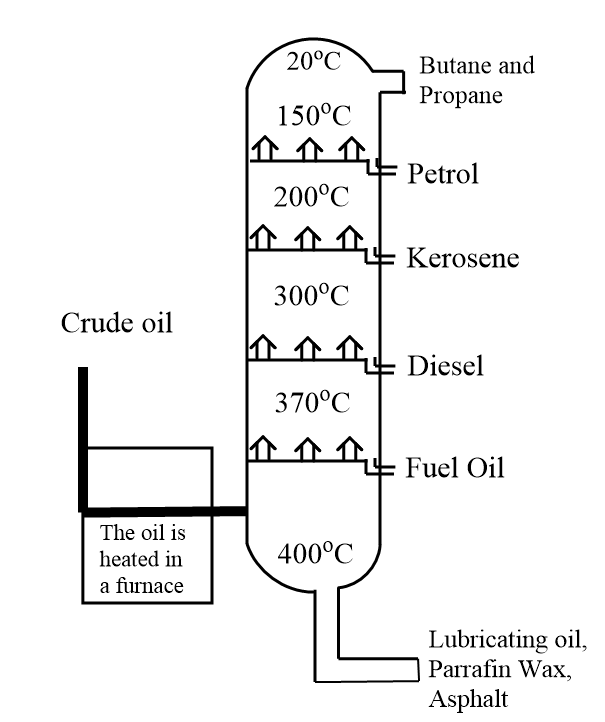 20°C
Butane and
Propane
150°C
Petrol
200°C
Kerosene
300°C
Crude oil
Diesel
370°C
Fuel Oil
The oil is
heated in
a furnace
400°C
Lubricating oil,
Parrafin Wax,
Asphalt